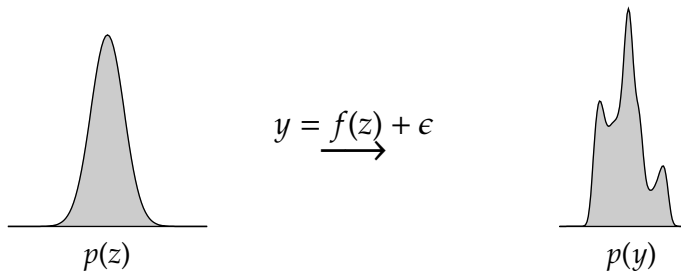 y = f(z) + ϵ
p(z)
p(y)